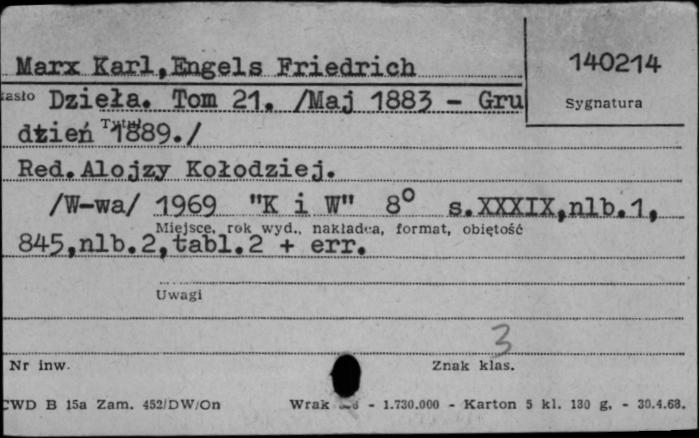 Marx Karl, Engels Friedrich
140214
Sygnatura
Dzieła. Tom 21. /Maj 1883 - Gru
Tytuł
dzień 1889./
Red. Alojzy Kołodziej.
/W-wa/ 1969 "K i W" 8° s.XXXIX,nlb.1,
Miejsce, rok wyd., nakładca, format, objętość
845,nlb.2,tabl.2 + err.
Uwagi
3
Nr inw.
Znak klas.
CWD B 15a Zam. 452/DW/On
Wrak - 1.730.000 - Karton 5 kl. 130 g. - 30.4.68.